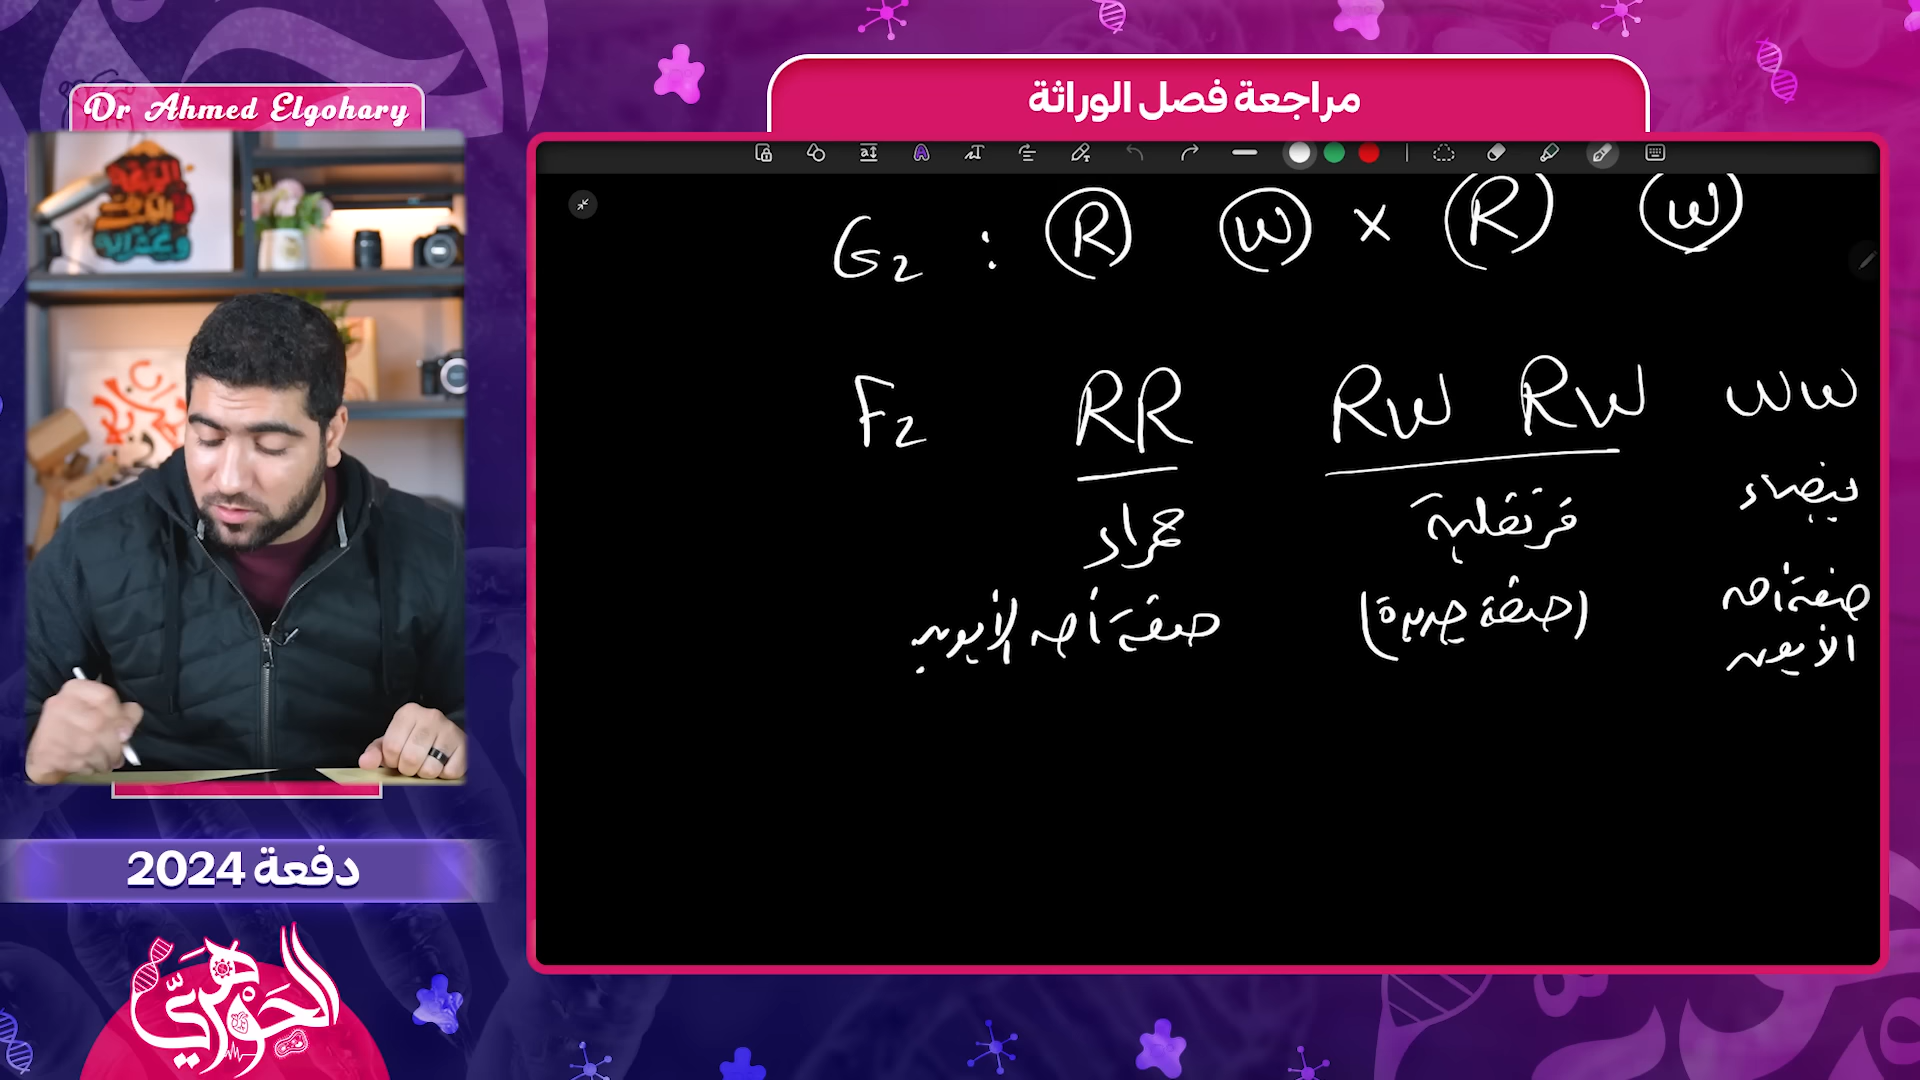 Dr Ahmed Elgohary
مراجعة فصل الوراثة
G2 : R W x R W
F2 RR RW RW WW
حمراء قرنفلية بيضاء
صفة أحد الأبوين (صفة جديدة) صفة أحد الأبوين
دفعة 2024
الجوهري